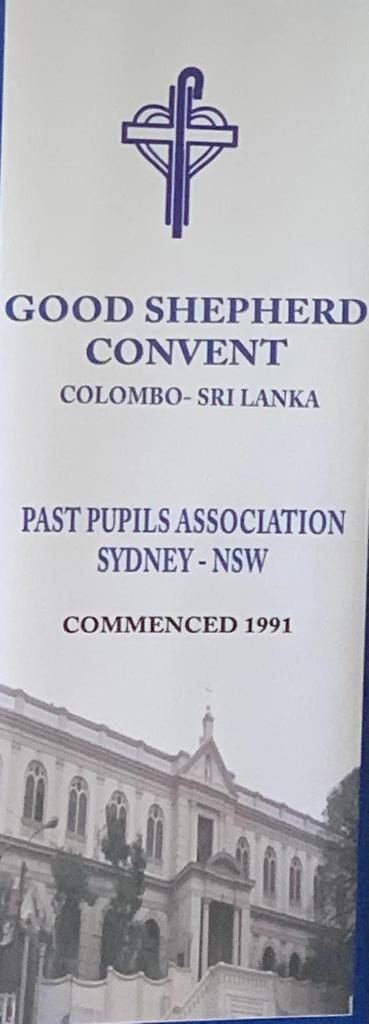 GOOD SHEPHERD
CONVENT
COLOMBO- SRI LANKA
PAST PUPILS ASSOCIATION
SYDNEY - NSW
COMMENCED 1991